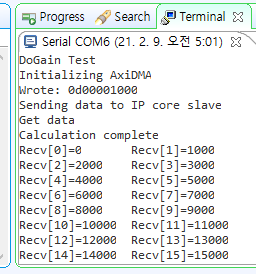 Progress Search Terminal
Serial COM6 (21. 2. 9. 오전 5:01)
DoGain Test
Initializing AxiDMA
Wrote: 0d00001000
Sending data to IP core slave
Get data
Calculation complete
Recv[0]=0 Recv[1]=1000
Recv[2]=2000 Recv[3]=3000
Recv[4]=4000 Recv[5]=5000
Recv[6]=6000 Recv[7]=7000
Recv[8]=8000 Recv[9]=9000
Recv[10]=10000 Recv[11]=11000
Recv[12]=12000 Recv[13]=13000
Recv[14]=14000 Recv[15]=15000